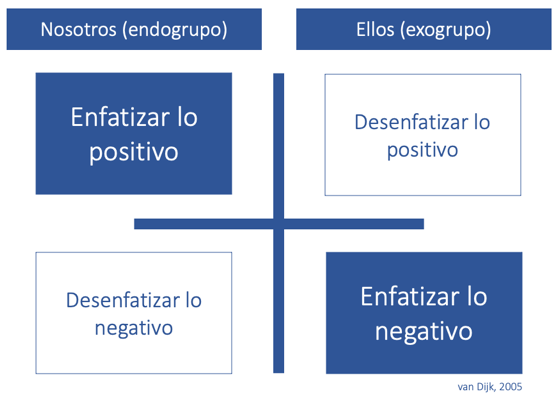 Nosotros (endogrupo)
Ellos (exogrupo)
Enfatizar lo
positivo
Desenfatizar lo
positivo
Desenfatizar lo
negativo
Enfatizar lo
negativo
van Dijk, 2005